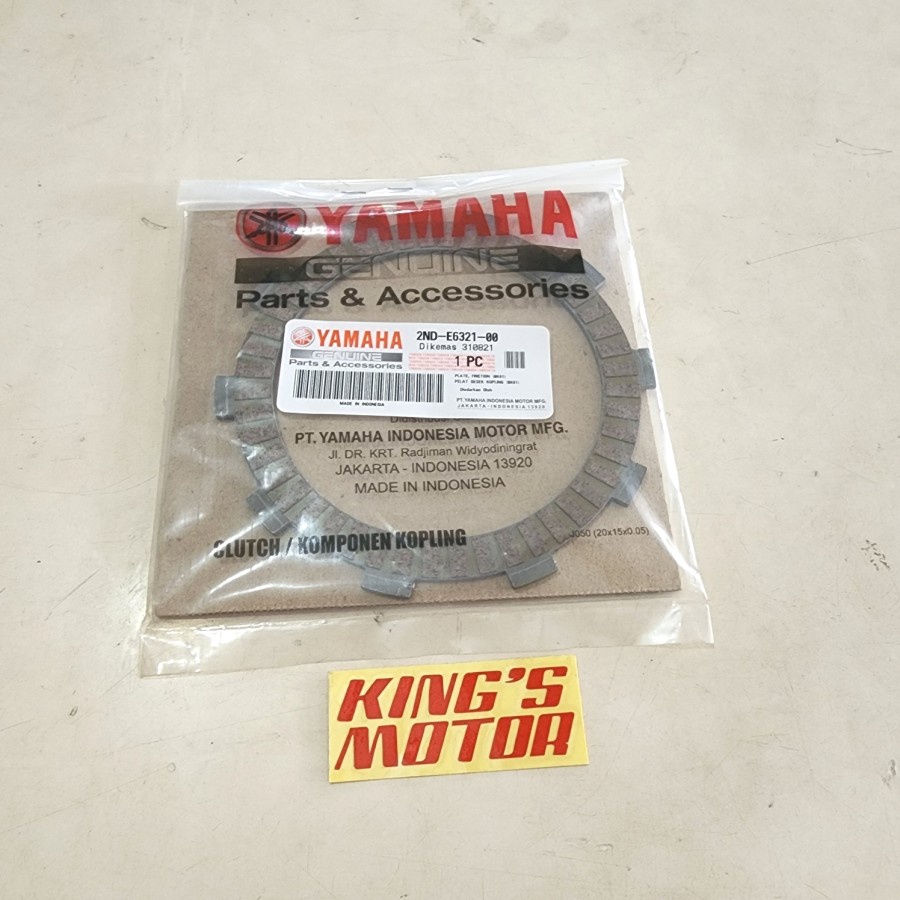 YAMAHA
GENUINE
Parts & Accessories
YAMAHA
GENUINE
Parts & Accessories
MADE IN INDONESIA
2ND-E6321-00
Dikemas 310821
1 PC
PLATE, FRICTION
PELAT GESEK KOPLING
PT.YAMAHA INDONESIA MOTOR MFG.
JAKARTA - INDONESIA 13920
PT. YAMAHA INDONESIA MOTOR MFG.
Jl. DR. KRT. Radjiman Widyodiningrat
JAKARTA - INDONESIA 13920
MADE IN INDONESIA
CLUTCH / KOMPONEN KOPLING
J050 (20x15x0.05)
KING'S
MOTOR